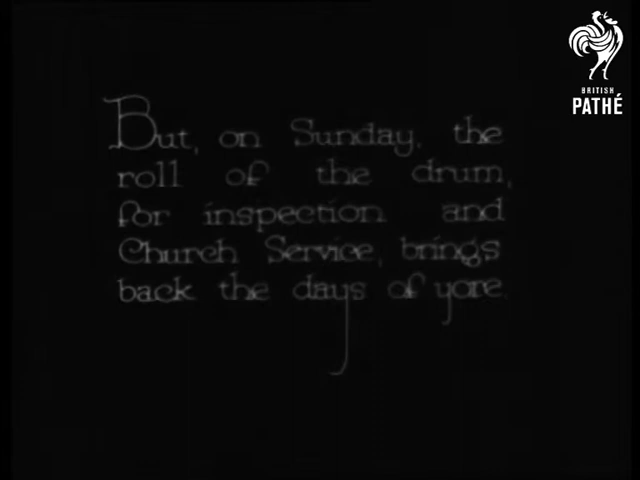 BRITISH
PATHÉ
But, on Sunday, the
roll of the drum,
for inspection and
Church Service, brings
back the days of yore.